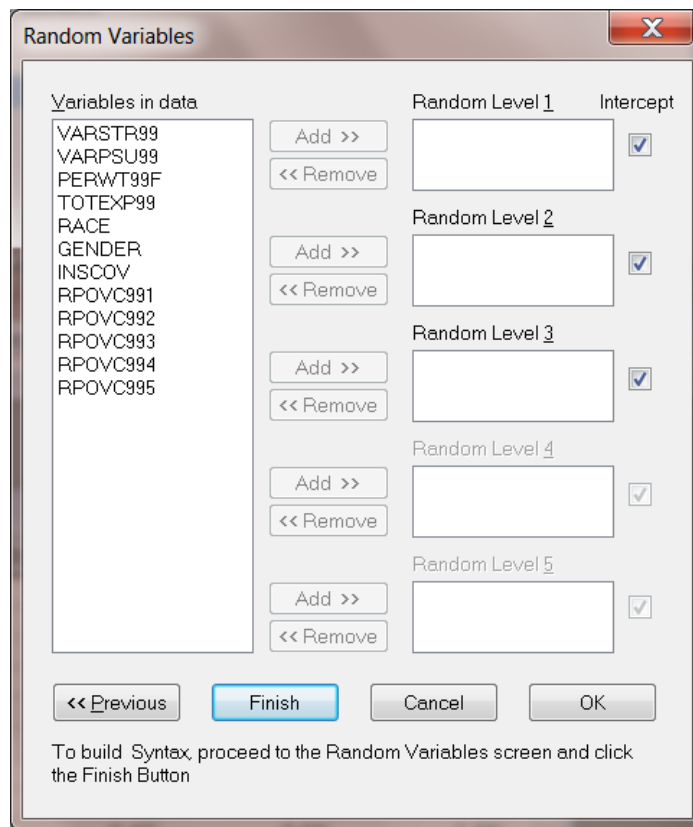 Random Variables
Variables in data
VARSTR99
VARPSU99
PERWT99F
TOTEXP99
RACE
GENDER
INSCOV
RPOVC991
RPOVC992
RPOVC993
RPOVC994
RPOVC995
Random Level 1 Intercept
Add >>
<< Remove
Random Level 2
Add >>
<< Remove
Random Level 3
Add >>
<< Remove
Random Level 4
Add >>
<< Remove
Random Level 5
Add >>
<< Remove
<< Previous Finish Cancel OK
To build Syntax, proceed to the Random Variables screen and click
the Finish Button